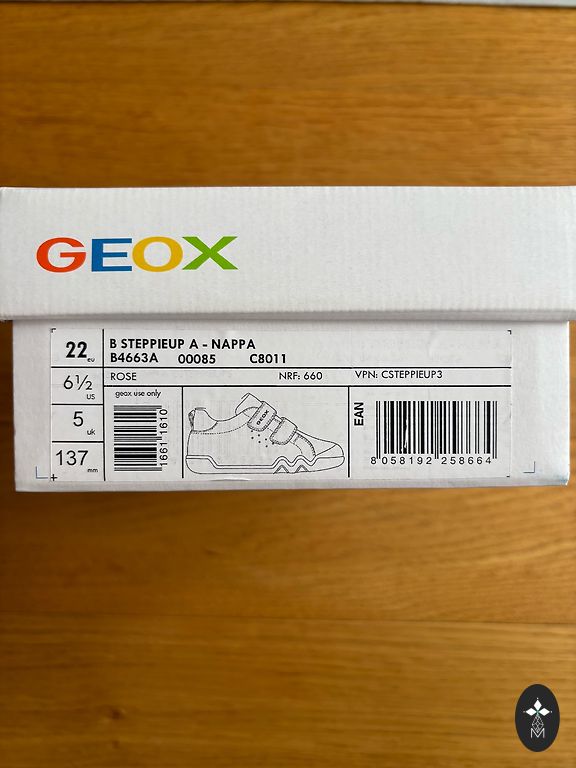 GEOX
22 eu
6½ US
5 uk
137 mm
B STEPPIEUP A - NAPPA
B4663A 00085 C8011
ROSE NRF: 660 VPN: CSTEPPIEUP3
geox use only
1661 1610
GEOX
EAN
8 058192 258664
M